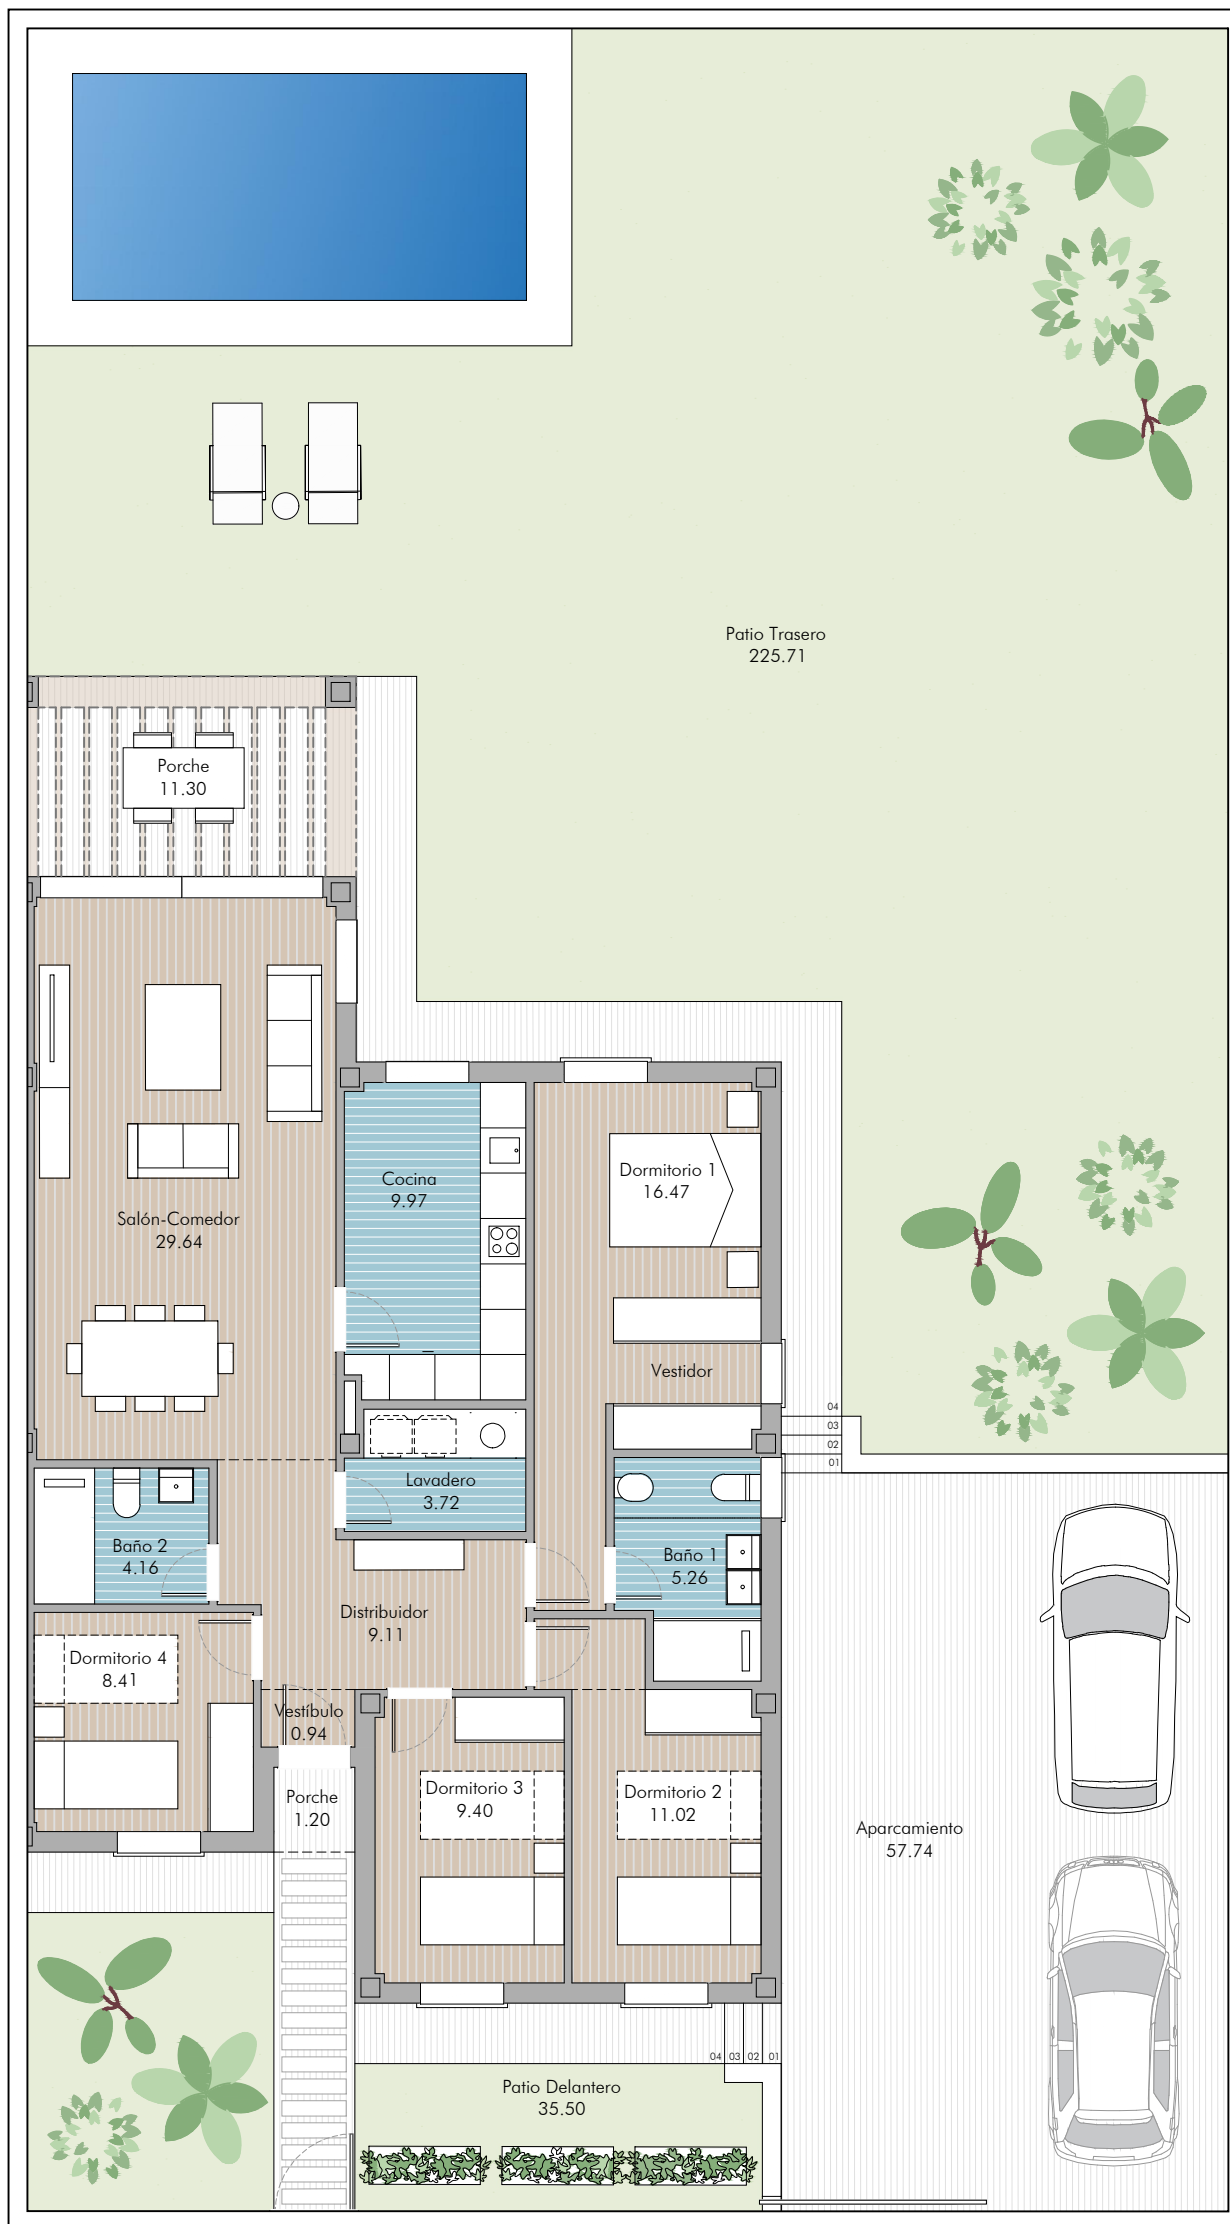 Patio Trasero
225.71
Porche
11.30
Dormitorio 1
16.47
Cocina
9.97
Salón-Comedor
29.64
Vestidor
04
03
02
01
Lavadero
3.72
Baño 2
4.16
Baño 1
5.26
Distribuidor
9.11
Dormitorio 4
8.41
Vestíbulo
0.94
Porche
1.20
Dormitorio 3
9.40
Dormitorio 2
11.02
Aparcamiento
57.74
04 03 02 01
Patio Delantero
35.50